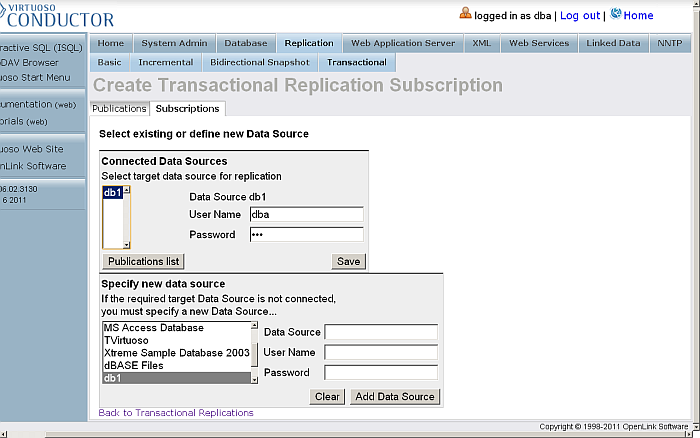 VIRTUOSO
CONDUCTOR
logged in as dba | Log out | Home
ractive SQL (ISQL)
DAV Browser
uoso Start Menu
cumentation (web)
orials (web)
uoso Web Site
nLink Software
06.02.3130
6 2011
Home System Admin Database Replication Web Application Server XML Web Services Linked Data NNTP
Basic Incremental Bidirectional Snapshot Transactional
Create Transactional Replication Subscription
Publications Subscriptions
Select existing or define new Data Source
Connected Data Sources
Select target data source for replication
db1
Data Source db1
User Name dba
Password •••
Publications list Save
Specify new data source
If the required target Data Source is not connected,
you must specify a new Data Source...
MS Access Database
TVirtuoso
Xtreme Sample Database 2003
dBASE Files
db1
Data Source
User Name
Password
Clear Add Data Source
Back to Transactional Replications
Copyright © 1998-2011 OpenLink Software